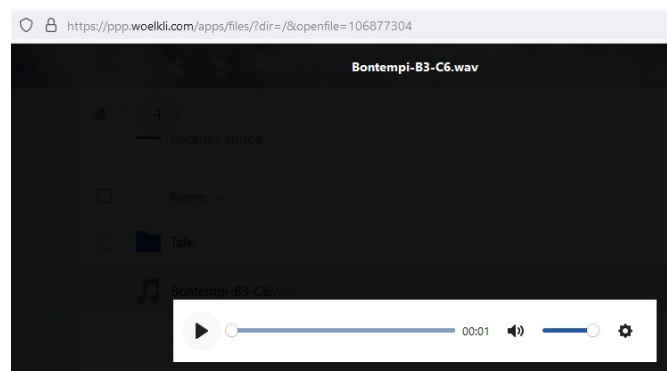 https://ppp.woelkli.com/apps/files/?dir=/&openfile=106877304
Bontempi-B3-C6.wav
Recently edited
Name
Talk
Bontempi-B3-C6.wav
00:01